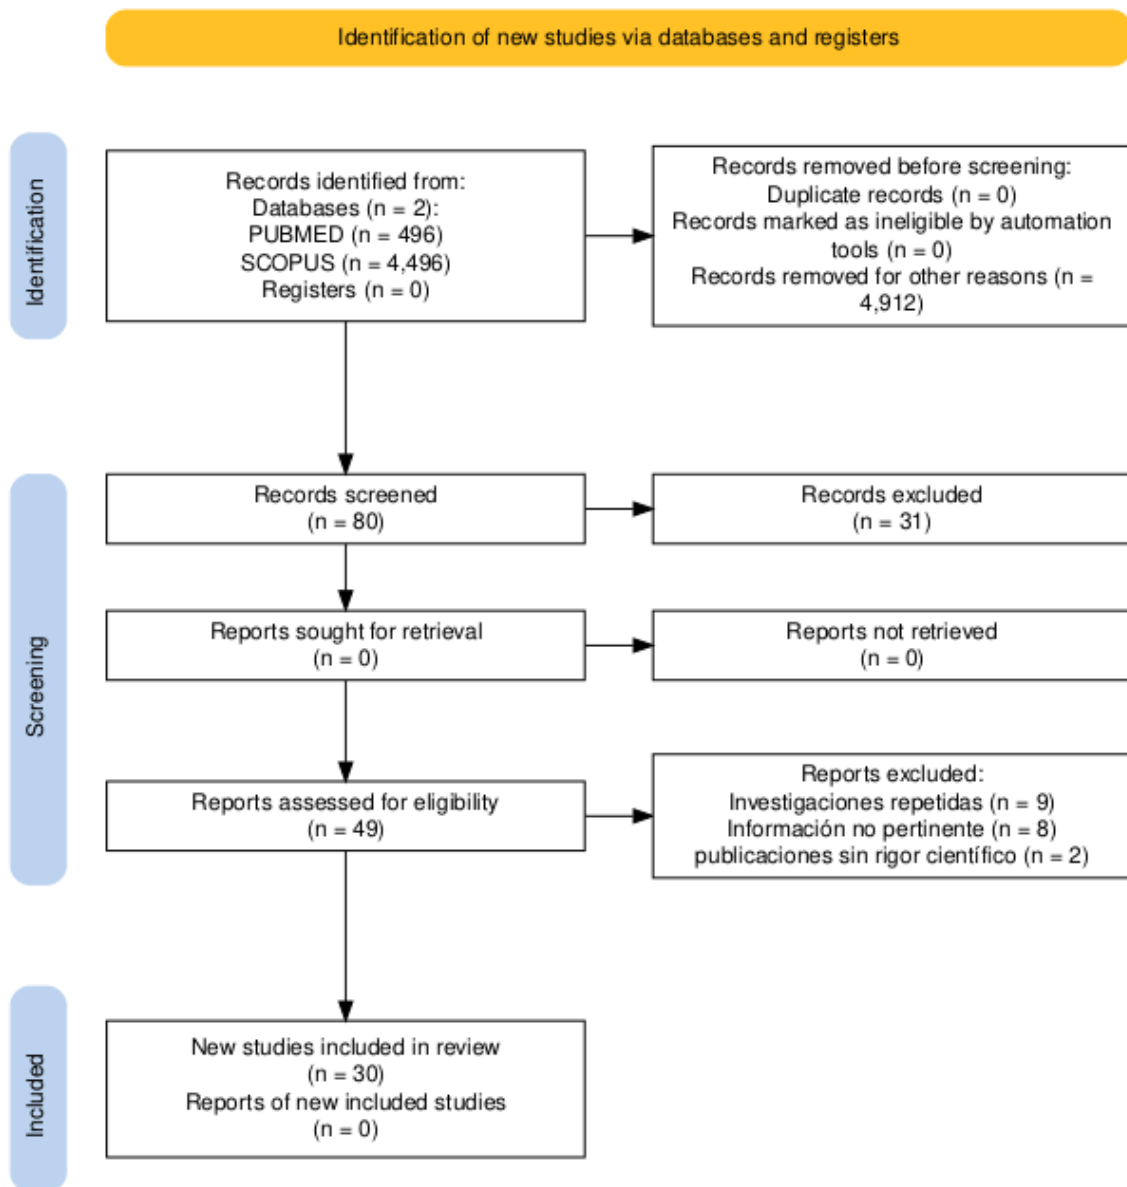 Identification of new studies via databases and registers
Identification
Records identified from:
Databases (n = 2):
PUBMED (n = 496)
SCOPUS (n = 4,496)
Registers (n = 0)
Records removed before screening:
Duplicate records (n = 0)
Records marked as ineligible by automation
tools (n = 0)
Records removed for other reasons (n =
4,912)
Screening
Records screened
(n = 80)
Records excluded
(n = 31)
Reports sought for retrieval
(n = 0)
Reports not retrieved
(n = 0)
Reports assessed for eligibility
(n = 49)
Reports excluded:
Investigaciones repetidas (n = 9)
Información no pertinente (n = 8)
publicaciones sin rigor científico (n = 2)
Included
New studies included in review
(n = 30)
Reports of new included studies
(n = 0)